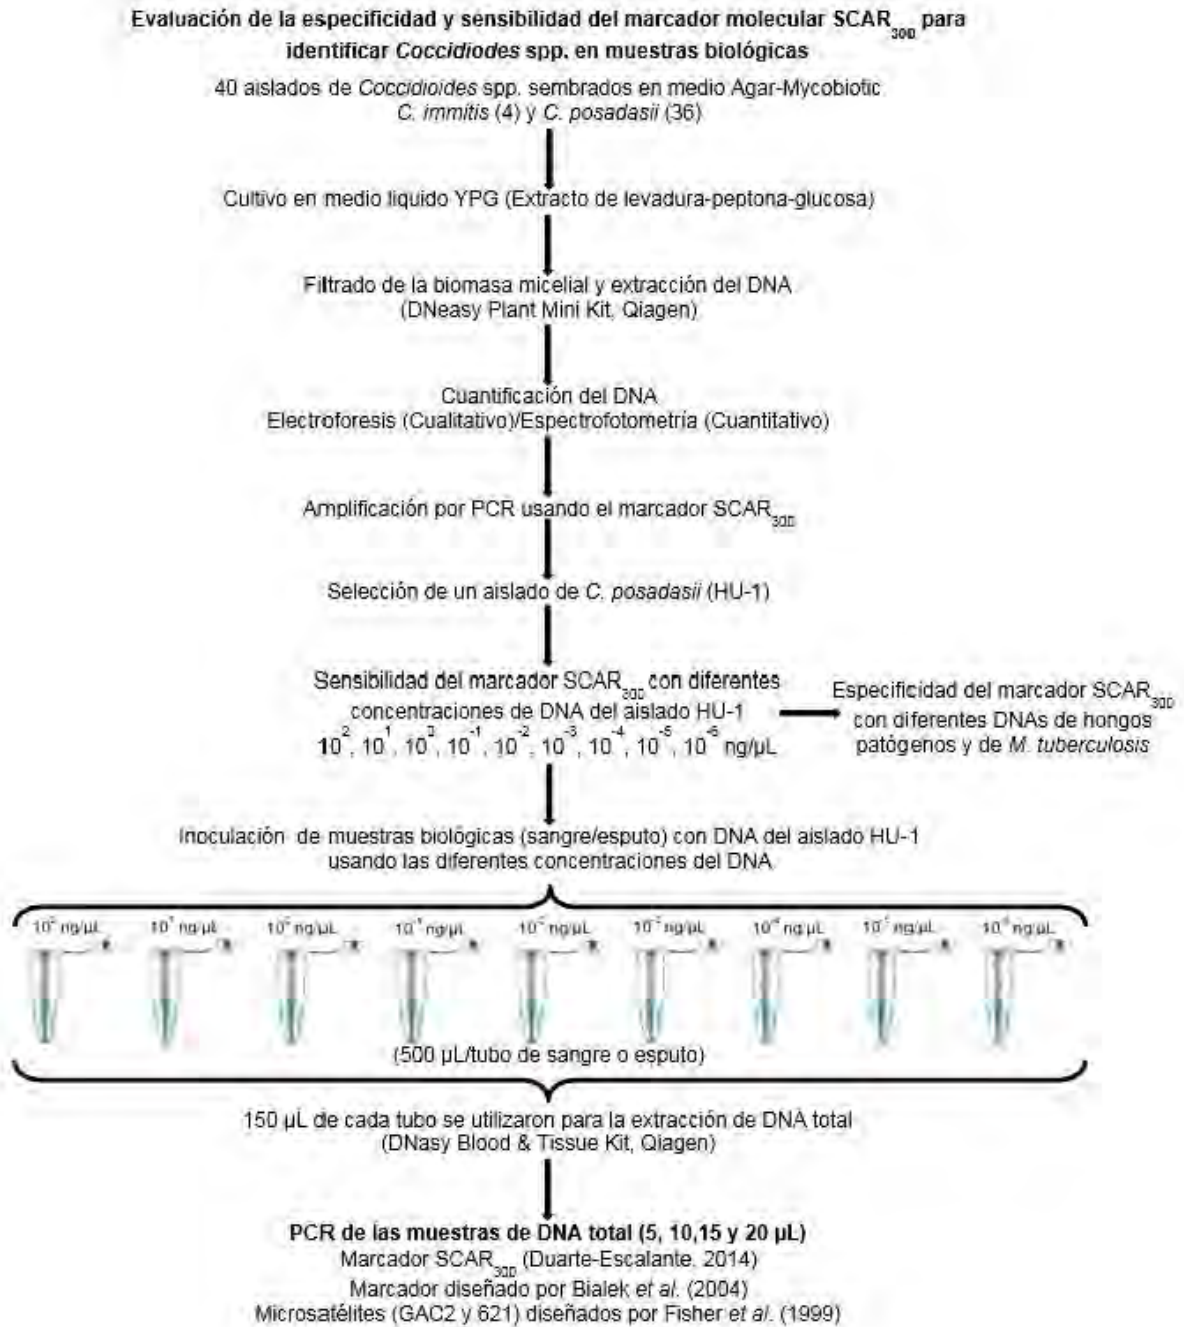 Evaluación de la especificidad y sensibilidad del marcador molecular SCAR300 para
identificar Coccidiodes spp. en muestras biológicas
40 aislados de Coccidioides spp. sembrados en medio Agar-Mycobiotic
C. immitis (4) y C. posadasii (36)
Cultivo en medio liquido YPG (Extracto de levadura-peptona-glucosa)
Filtrado de la biomasa micelial y extracción del DNA
(DNeasy Plant Mini Kit, Qiagen)
Cuantificación del DNA
Electroforesis (Cualitativo)/Espectrofotometría (Cuantitativo)
Amplificación por PCR usando el marcador SCAR300
Selección de un aislado de C. posadasii (HU-1)
Sensibilidad del marcador SCAR300 con diferentes
concentraciones de DNA del aislado HU-1
10², 10¹, 10⁰, 10⁻¹, 10⁻², 10⁻³, 10⁻⁴, 10⁻⁵, 10⁻⁶ ng/µL
Especificidad del marcador SCAR300
con diferentes DNAs de hongos
patógenos y de M. tuberculosis
Inoculación de muestras biológicas (sangre/esputo) con DNA del aislado HU-1
usando las diferentes concentraciones del DNA
10² ng/µL 10¹ ng/µL 10⁰ ng/µL 10⁻¹ ng/µL 10⁻² ng/µL 10⁻³ ng/µL 10⁻⁴ ng/µL 10⁻⁵ ng/µL 10⁻⁶ ng/µL
(500 µL/tubo de sangre o esputo)
150 µL de cada tubo se utilizaron para la extracción de DNA total
(DNasy Blood & Tissue Kit, Qiagen)
PCR de las muestras de DNA total (5, 10,15 y 20 µL)
Marcador SCAR300 (Duarte-Escalante, 2014)
Marcador diseñado por Bialek et al. (2004)
Microsatélites (GAC2 y 621) diseñados por Fisher et al. (1999)